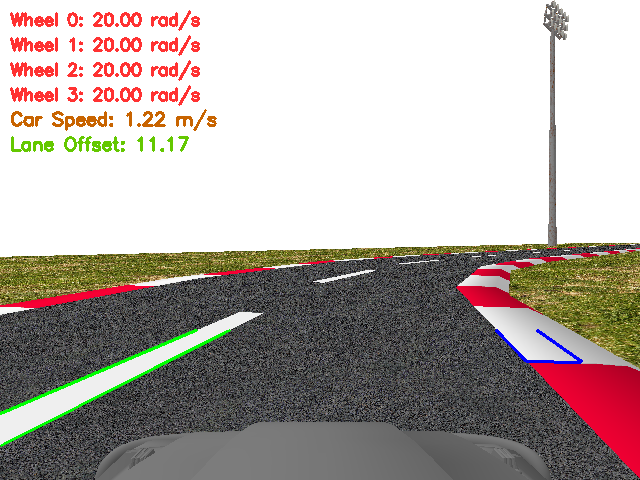 Wheel 0: 20.00 rad/s
Wheel 1: 20.00 rad/s
Wheel 2: 20.00 rad/s
Wheel 3: 20.00 rad/s
Car Speed: 1.22 m/s
Lane Offset: 11.17